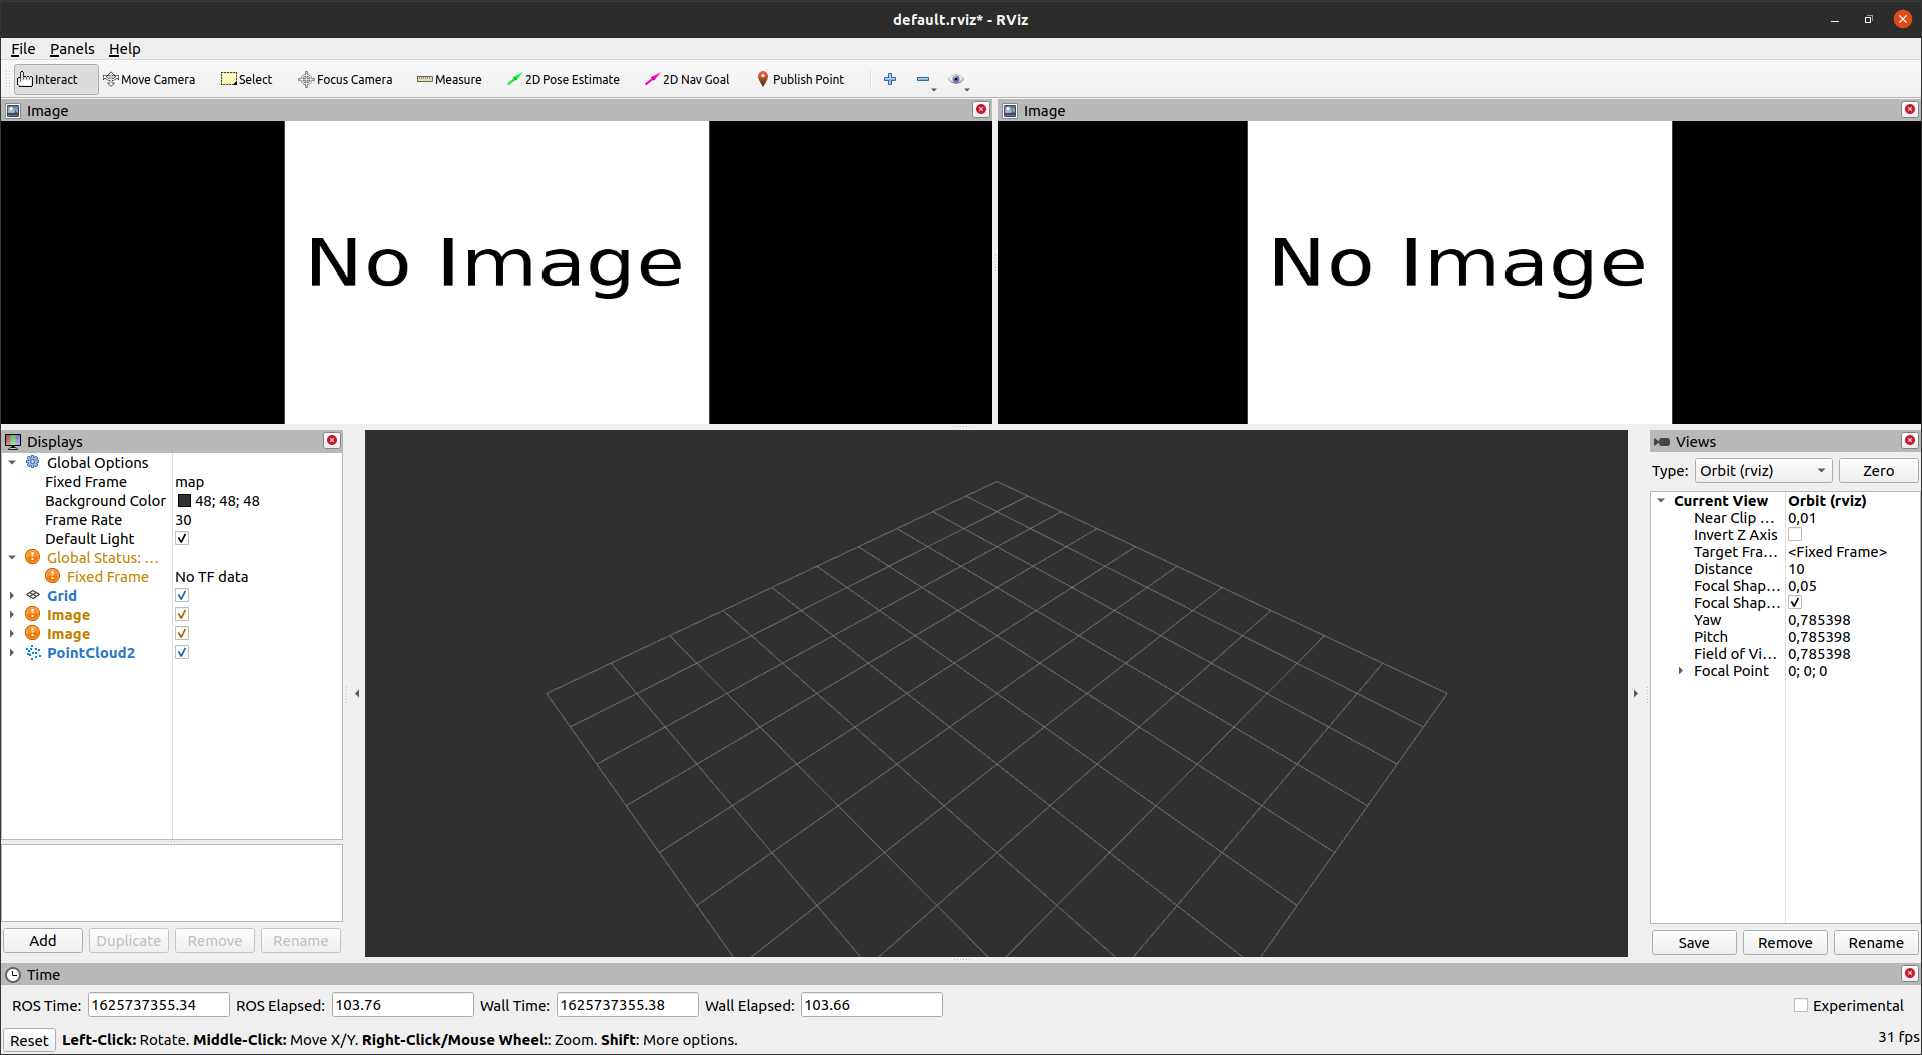 default.rviz* - RViz
File Panels Help
Interact Move Camera Select Focus Camera Measure 2D Pose Estimate 2D Nav Goal Publish Point
Image
No Image
Image
No Image
Displays
Global Options
Fixed Frame map
Background Color 48; 48; 48
Frame Rate 30
Default Light
Global Status: ...
Fixed Frame No TF data
Grid
Image
Image
PointCloud2
Add Duplicate Remove Rename
Views
Type: Orbit (rviz) Zero
Current View Orbit (rviz)
Near Clip ... 0,01
Invert Z Axis
Target Fra... <Fixed Frame>
Distance 10
Focal Shap... 0,05
Focal Shap...
Yaw 0,785398
Pitch 0,785398
Field of Vi... 0,785398
Focal Point 0; 0; 0
Save Remove Rename
Time
ROS Time: 1625737355.34 ROS Elapsed: 103.76 Wall Time: 1625737355.38 Wall Elapsed: 103.66 Experimental
Reset Left-Click: Rotate. Middle-Click: Move X/Y. Right-Click/Mouse Wheel:: Zoom. Shift: More options. 31 fps